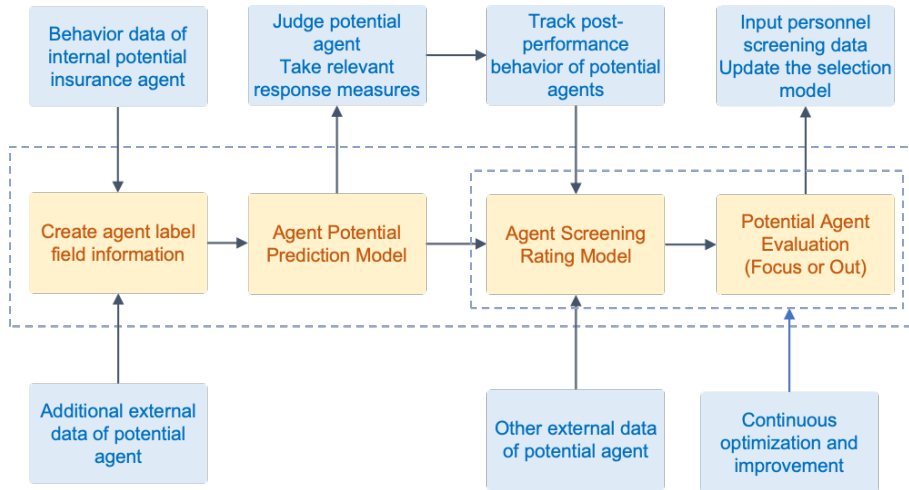 Behavior data of
internal potential
insurance agent
Judge potential
agent
Take relevant
response measures
Track post-
performance
behavior of potential
agents
Input personnel
screening data
Update the selection
model
Create agent label
field information
Agent Potential
Prediction Model
Agent Screening
Rating Model
Potential Agent
Evaluation
(Focus or Out)
Additional external
data of potential
agent
Other external data
of potential agent
Continuous
optimization and
improvement